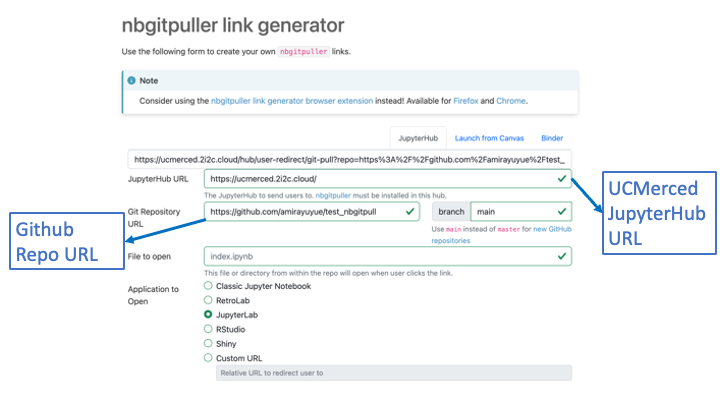 nbgitpuller link generator
Use the following form to create your own nbgitpuller links.
Note
Consider using the nbgitpuller link generator browser extension instead! Available for Firefox and Chrome.
JupyterHub Launch from Canvas Binder
https://ucmerced.2i2c.cloud/hub/user-redirect/git-pull?repo=https%3A%2F%2Fgithub.com%2Famirayuyue%2Ftest_
JupyterHub URL https://ucmerced.2i2c.cloud/
The JupyterHub to send users to. nbgitpuller must be installed in this hub.
Git Repository URL https://github.com/amirayuyue/test_nbgitpull branch main
Use main instead of master for new GitHub
repositories
File to open index.ipynb
This file or directory from within the repo will open when user clicks the link.
Application to Open
Classic Jupyter Notebook
RetroLab
JupyterLab
RStudio
Shiny
Custom URL
Relative URL to redirect user to
Github
Repo URL
UCMerced
JupyterHub
URL